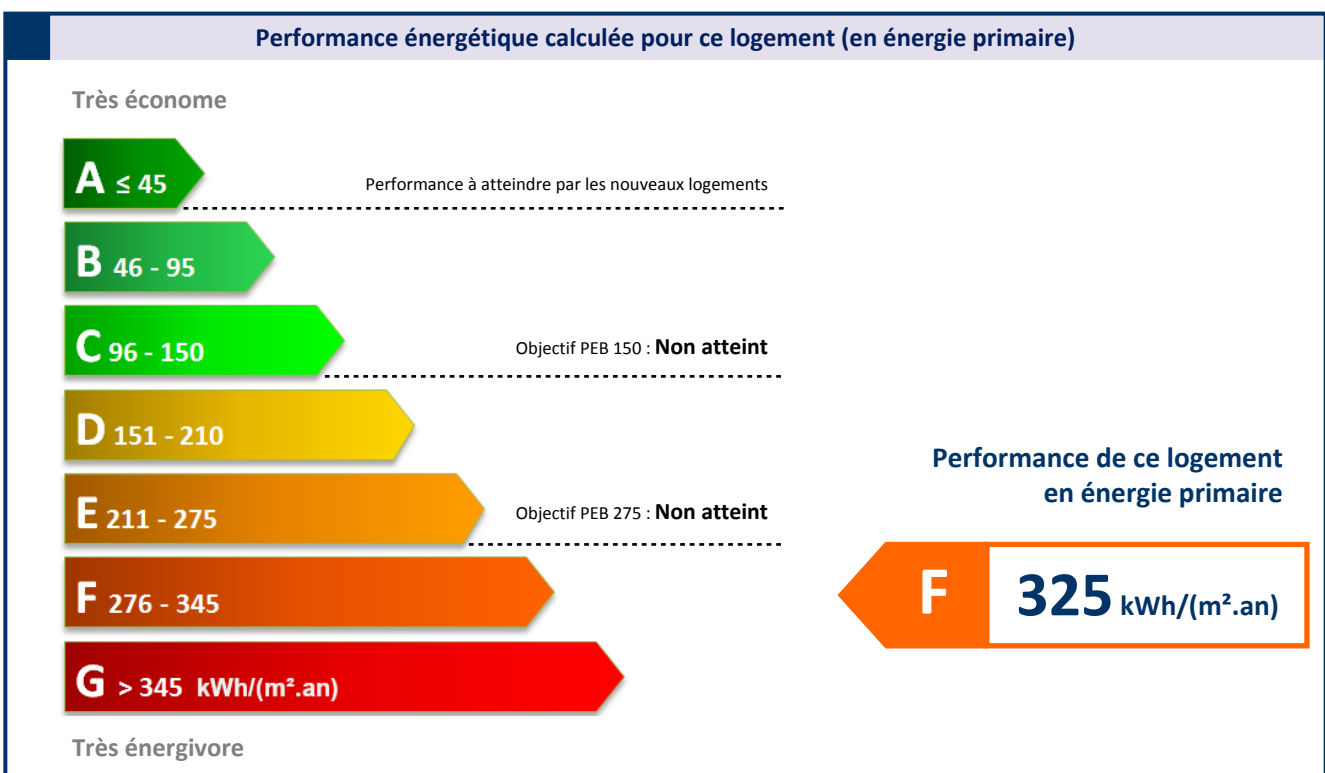 Performance énergétique calculée pour ce logement (en énergie primaire)
Très économe
A ≤ 45
Performance à atteindre par les nouveaux logements
B 46 - 95
C 96 - 150
Objectif PEB 150 : Non atteint
D 151 - 210
Performance de ce logement
en énergie primaire
E 211 - 275
Objectif PEB 275 : Non atteint
F 276 - 345
F 325 kWh/(m².an)
G > 345 kWh/(m².an)
Très énergivore